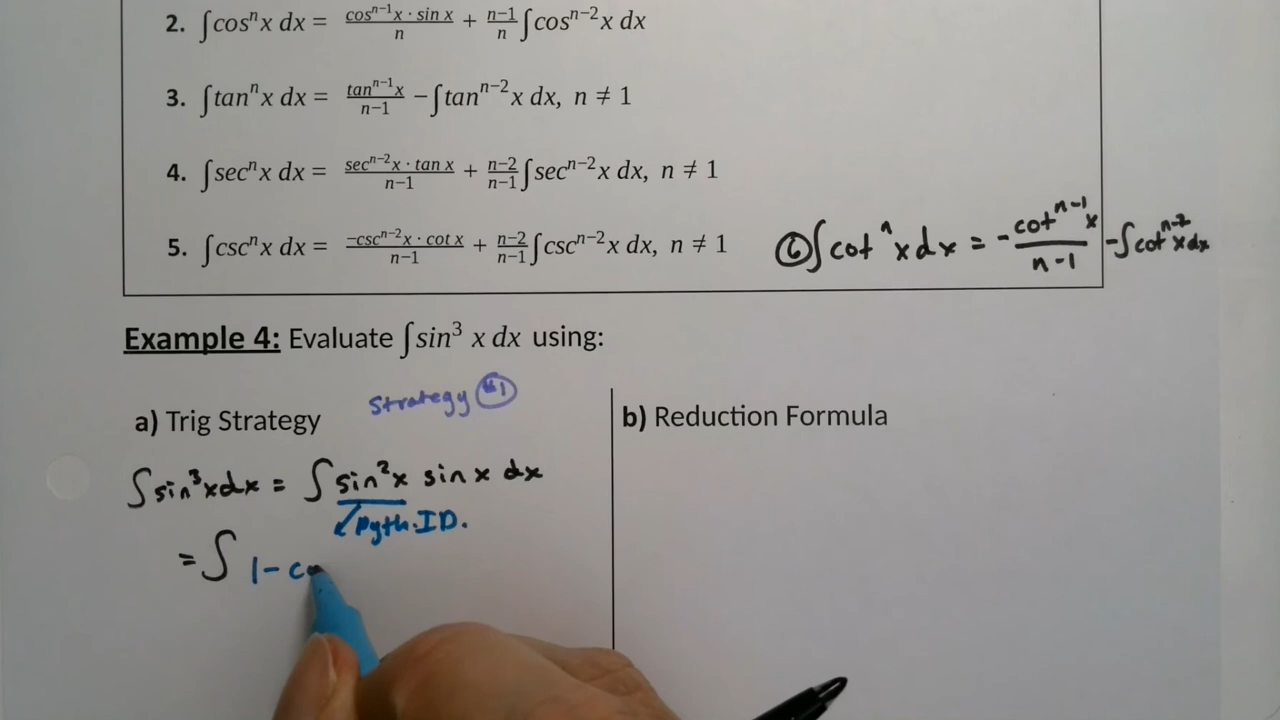 2. ∫cosⁿx dx = cosⁿ⁻¹x · sin x / n + n−1/n ∫cosⁿ⁻²x dx
3. ∫tanⁿx dx = tanⁿ⁻¹x / n−1 − ∫tanⁿ⁻²x dx, n ≠ 1
4. ∫secⁿx dx = secⁿ⁻²x · tan x / n−1 + n−2/n−1 ∫secⁿ⁻²x dx, n ≠ 1
5. ∫cscⁿx dx = −cscⁿ⁻²x · cot x / n−1 + n−2/n−1 ∫cscⁿ⁻²x dx, n ≠ 1
⑥ ∫cotⁿx dx = − cotⁿ⁻¹x / n−1 − ∫cotⁿ⁻²x dx
Example 4: Evaluate ∫sin³ x dx using:
a) Trig Strategy
Strategy #1
∫sin³x dx = ∫sin²x sin x dx
Pyth. ID.
= ∫ 1 − co
b) Reduction Formula